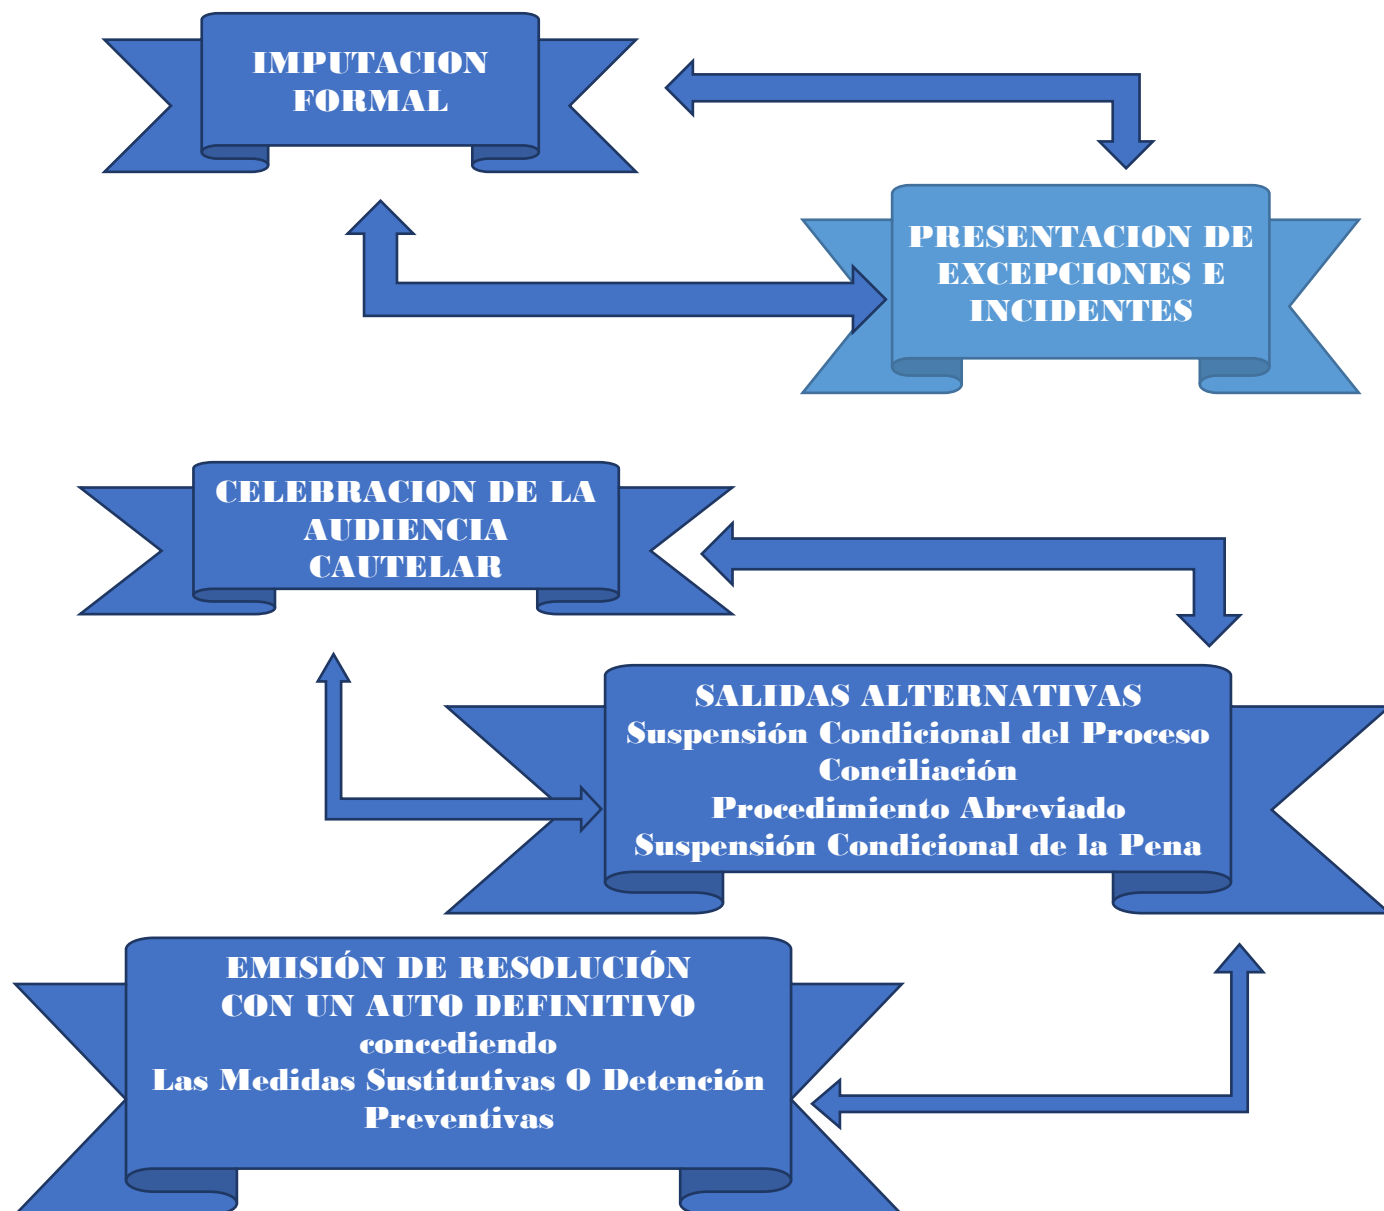 IMPUTACION
FORMAL
PRESENTACION DE
EXCEPCIONES E
INCIDENTES
CELEBRACION DE LA
AUDIENCIA
CAUTELAR
SALIDAS ALTERNATIVAS
Suspensión Condicional del Proceso
Conciliación
Procedimiento Abreviado
Suspensión Condicional de la Pena
EMISIÓN DE RESOLUCIÓN
CON UN AUTO DEFINITIVO
concediendo
Las Medidas Sustitutivas O Detención
Preventivas